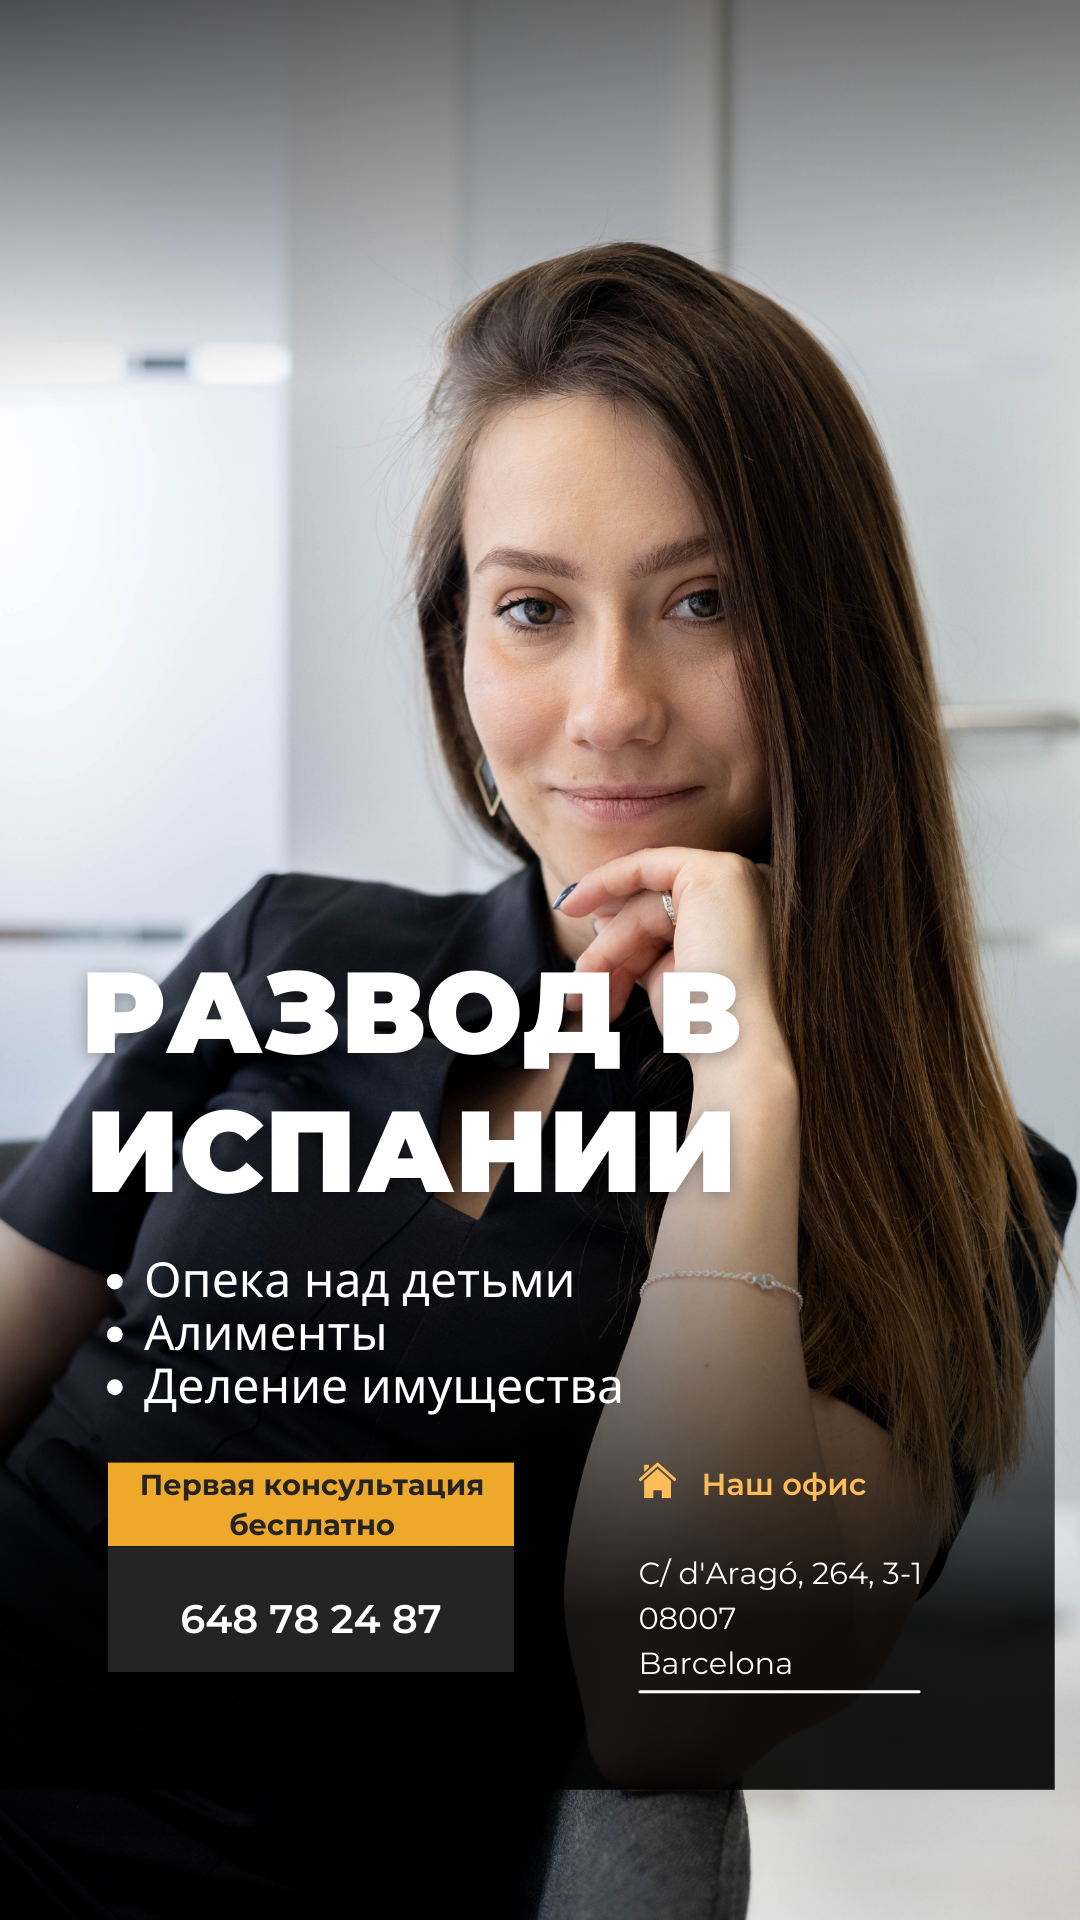 РАЗВОД В
ИСПАНИИ
• Опека над детьми
• Алименты
• Деление имущества
Первая консультация
бесплатно
648 78 24 87
Наш офис
C/ d'Aragó, 264, 3-1
08007
Barcelona